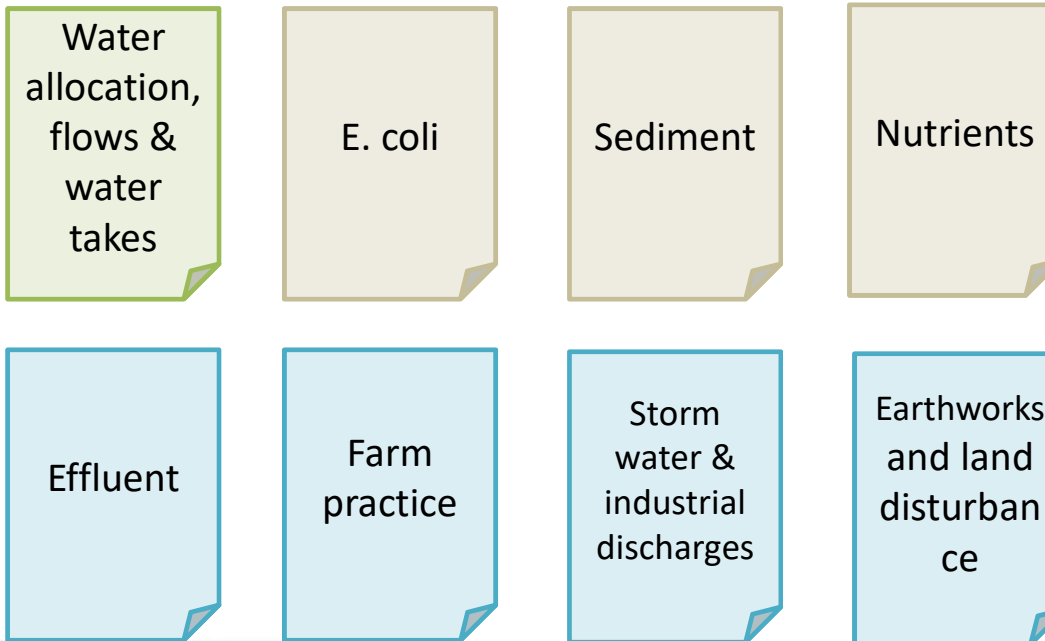 Water
allocation,
flows &
water
takes
E. coli
Sediment
Nutrients
Effluent
Farm
practice
Storm
water &
industrial
discharges
Earthworks
and land
disturban
ce